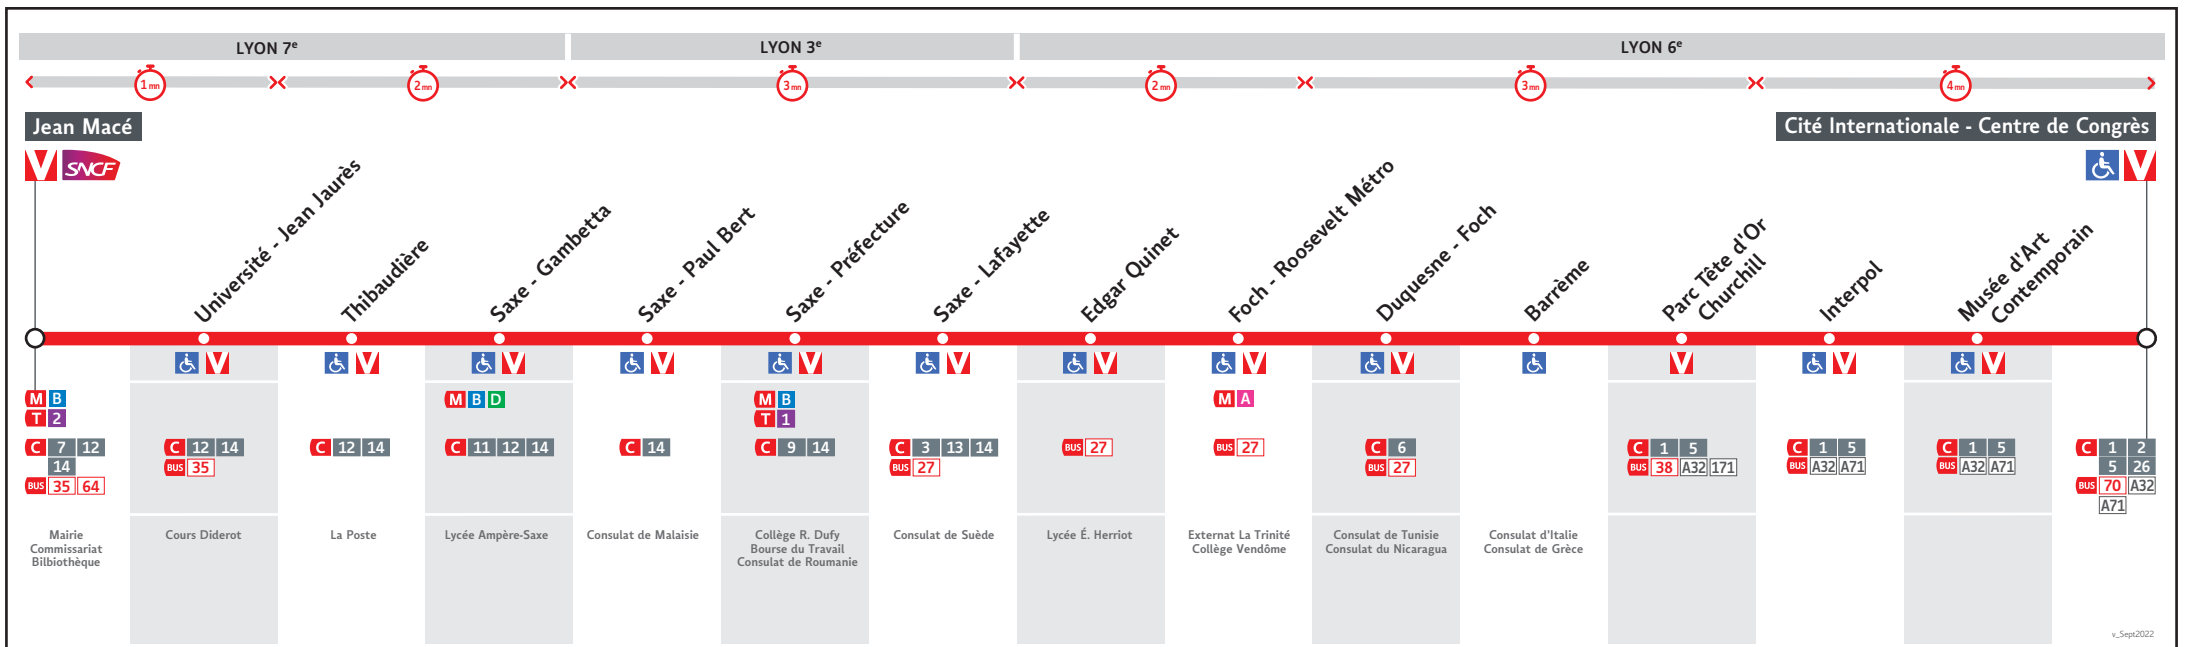 LYON 7e
LYON 3e
LYON 6e
1 mn
2 mn
3 mn
2 mn
3 mn
4 mn
Jean Macé
Cité Internationale - Centre de Congrès
SNCF
Université - Jean Jaurès
Thibaudière
Saxe - Gambetta
Saxe - Paul Bert
Saxe - Préfecture
Saxe - Lafayette
Edgar Quinet
Foch - Roosevelt Métro
Duquesne - Foch
Barrème
Parc Tête d'Or
Churchill
Interpol
Musée d'Art
Contemporain
M B
T 2
C 7 12
14
BUS 35 64
Mairie
Commissariat
Bilbiothèque
C 12 14
BUS 35
Cours Diderot
C 12 14
La Poste
M B D
C 11 12 14
Lycée Ampère-Saxe
C 14
Consulat de Malaisie
M B
T 1
C 9 14
Collège R. Dufy
Bourse du Travail
Consulat de Roumanie
C 3 13 14
BUS 27
Consulat de Suède
BUS 27
Lycée É. Herriot
M A
BUS 27
Externat La Trinité
Collège Vendôme
C 6
BUS 27
Consulat de Tunisie
Consulat du Nicaragua
Consulat d'Italie
Consulat de Grèce
C 1 5
BUS 38 A32 171
C 1 5
BUS A32 A71
C 1 5
BUS A32 A71
C 1 2
5 26
BUS 70 A32
A71
v_Sept2022